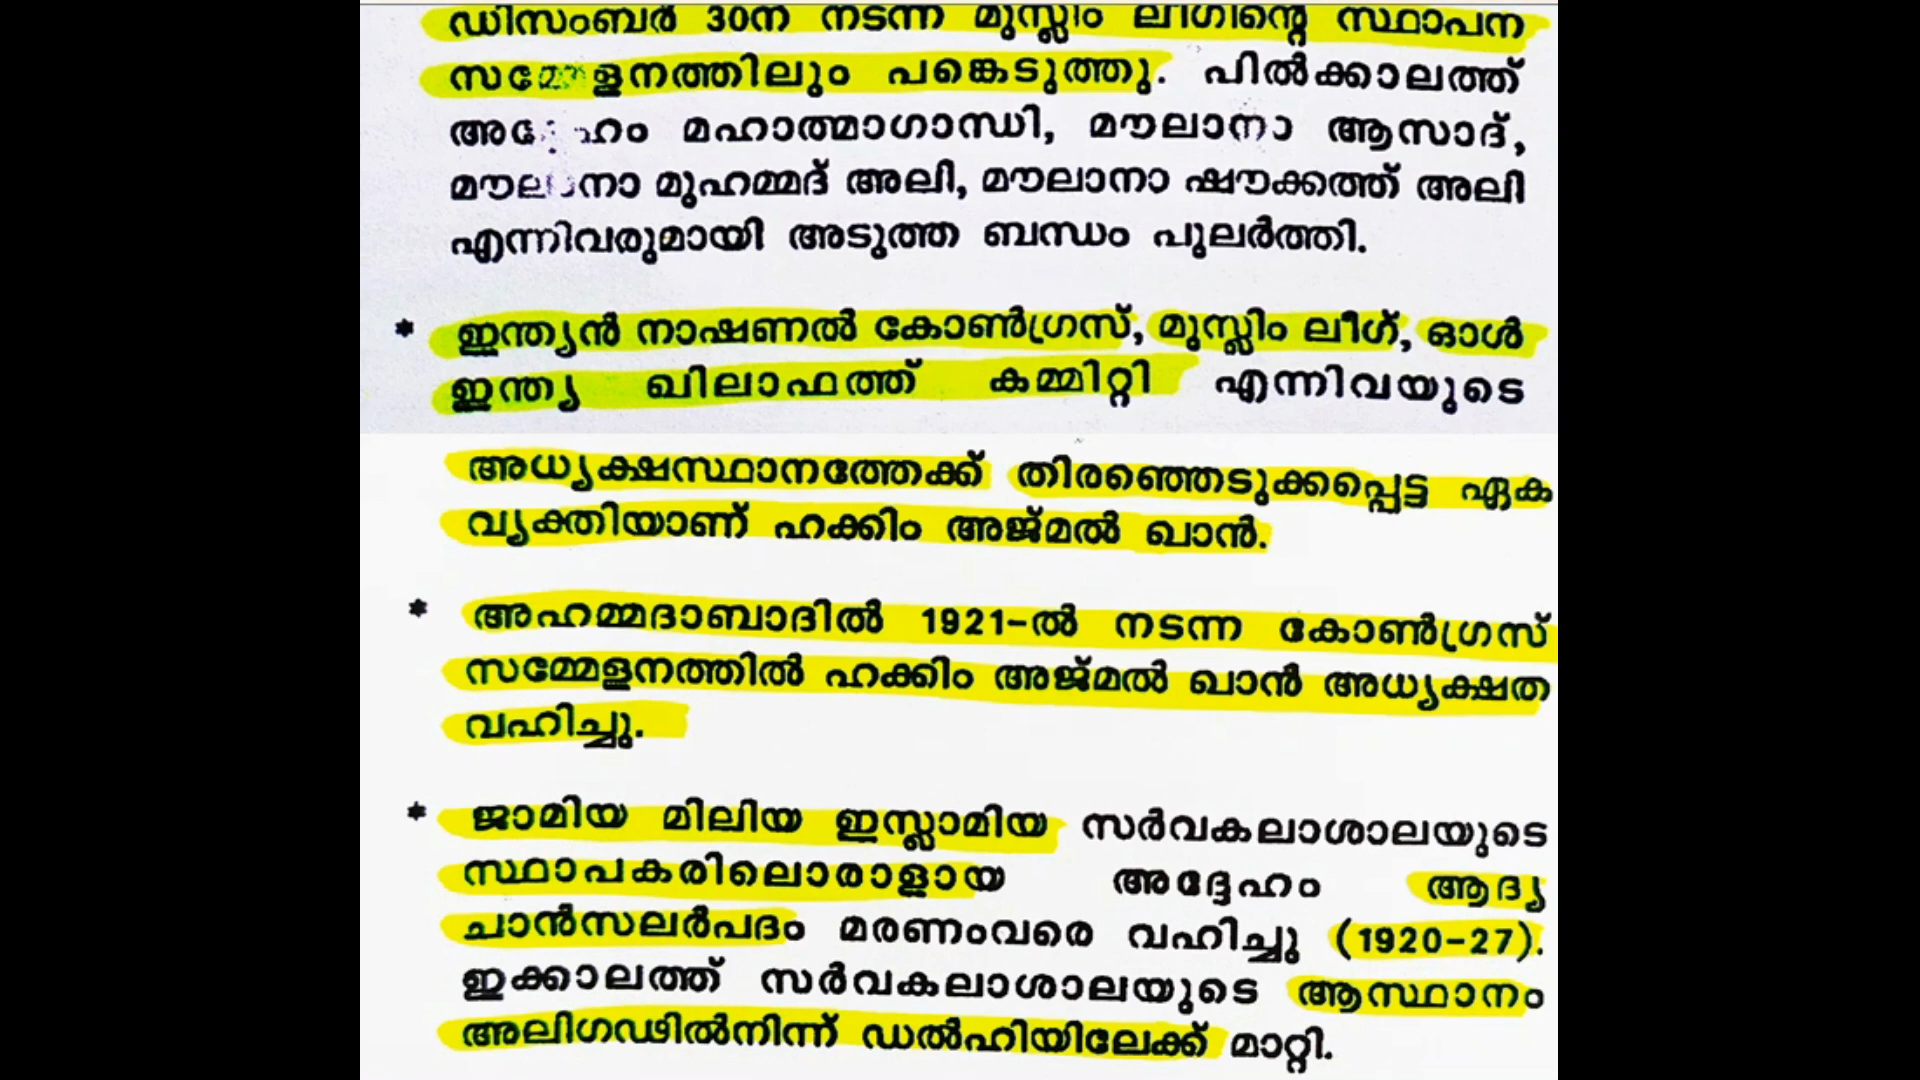 ഡിസംബർ 30ന നടന്ന മുസ്ലിം ലീഗിന്റെ സ്ഥാപന
സമ്മേളനത്തിലും പങ്കെടുത്തു. പിൽക്കാലത്ത്
മഹാത്മാഗാന്ധി, മൗലാനാ ആസാദ്,
മൗലാനാ മുഹമ്മദ് അലി, മൗലാനാ ഷൗക്കത്ത് അലി
എന്നിവരുമായി അടുത്ത ബന്ധം പുലർത്തി.
* ഇന്ത്യൻ നാഷണൽ കോൺഗ്രസ്, മുസ്ലിം ലീഗ്, ഓൾ
ഇന്ത്യ ഖിലാഫത്ത് കമ്മിറ്റി എന്നിവയുടെ
അധ്യക്ഷസ്ഥാനത്തേക്ക് തിരഞ്ഞെടുക്കപ്പെട്ട ഏക
വ്യക്തിയാണ് ഹക്കിം അജ്മൽ ഖാൻ.
* അഹമ്മദാബാദിൽ 1921-ൽ നടന്ന കോൺഗ്രസ്
സമ്മേളനത്തിൽ ഹക്കിം അജ്മൽ ഖാൻ അധ്യക്ഷത
വഹിച്ചു.
* ജാമിയ മിലിയ ഇസ്ലാമിയ സർവകലാശാലയുടെ
സ്ഥാപകരിലൊരാളായ അദ്ദേഹം ആദ്യ
ചാൻസലർപദം മരണംവരെ വഹിച്ചു (1920-27).
ഇക്കാലത്ത് സർവകലാശാലയുടെ ആസ്ഥാനം
അലിഗഢിൽനിന്ന് ഡൽഹിയിലേക്ക് മാറ്റി.